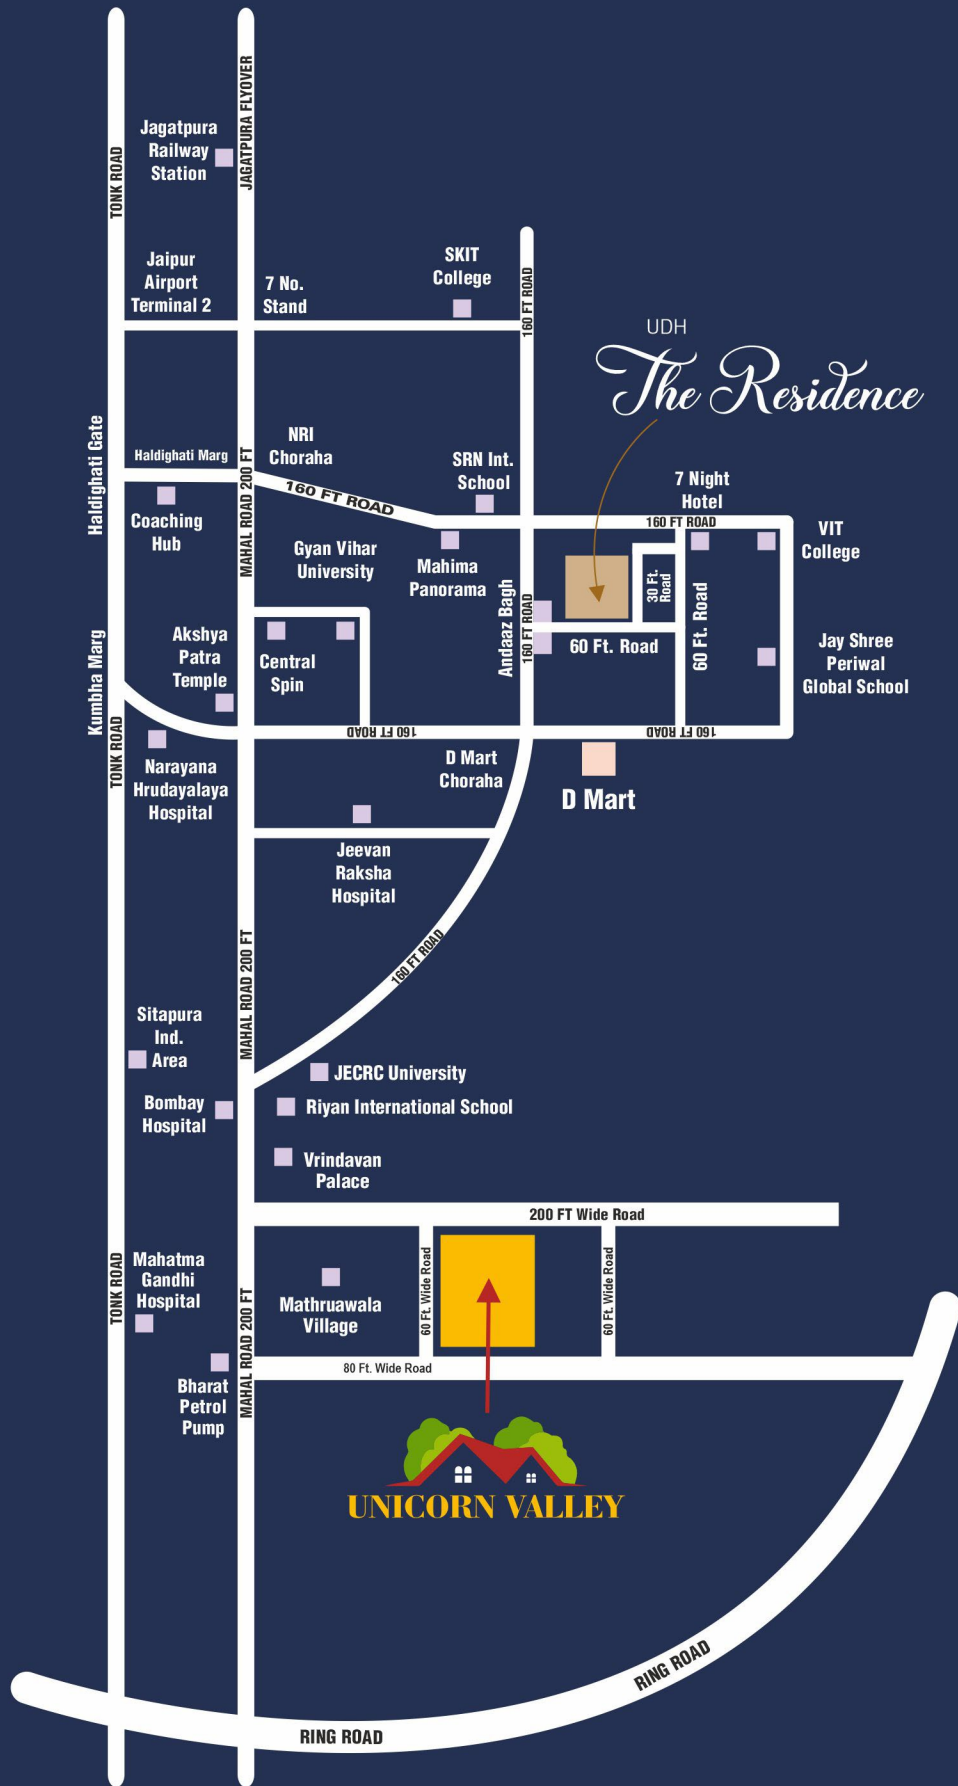 JAGATPURA FLYOVER
Jagatpura
Railway
Station
TONK ROAD
Jaipur
Airport
Terminal 2
7 No.
Stand
SKIT
College
160 FT ROAD
UDH
The Residence
Haldighati Gate
Haldighati Marg
MAHAL ROAD 200 FT
NRI
Choraha
160 FT ROAD
SRN Int.
School
7 Night
Hotel
160 FT ROAD
VIT
College
Coaching
Hub
Gyan Vihar
University
Mahima
Panorama
Andaaz Bagh
160 FT ROAD
30 Ft.
Road
60 Ft. Road
60 Ft. Road
Jay Shree
Periwal
Global School
Kumbha Marg
Akshya
Patra
Temple
Central
Spin
TONK ROAD
160 FT ROAD
160 FT ROAD
Narayana
Hrudayalaya
Hospital
D Mart
Choraha
D Mart
Jeevan
Raksha
Hospital
160 FT ROAD
MAHAL ROAD 200 FT
Sitapura
Ind.
Area
JECRC University
Bombay
Hospital
Riyan International School
Vrindavan
Palace
200 FT Wide Road
TONK ROAD
Mahatma
Gandhi
Hospital
MAHAL ROAD 200 FT
Mathruawala
Village
60 Ft. Wide Road
60 Ft. Wide Road
80 Ft. Wide Road
Bharat
Petrol
Pump
UNICORN VALLEY
RING ROAD
RING ROAD